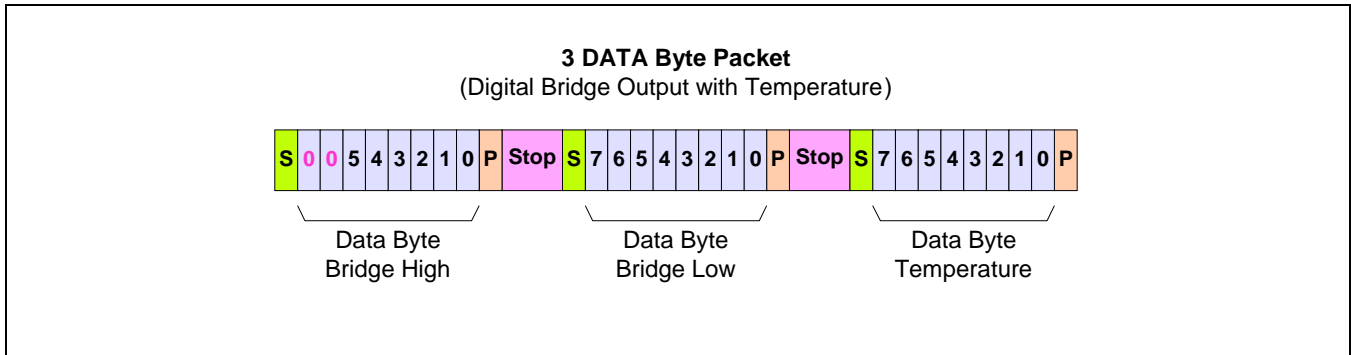 3 DATA Byte Packet
(Digital Bridge Output with Temperature)
S 0 0 5 4 3 2 1 0 P Stop S 7 6 5 4 3 2 1 0 P Stop S 7 6 5 4 3 2 1 0 P
Data Byte Data Byte Data Byte
Bridge High Bridge Low Temperature